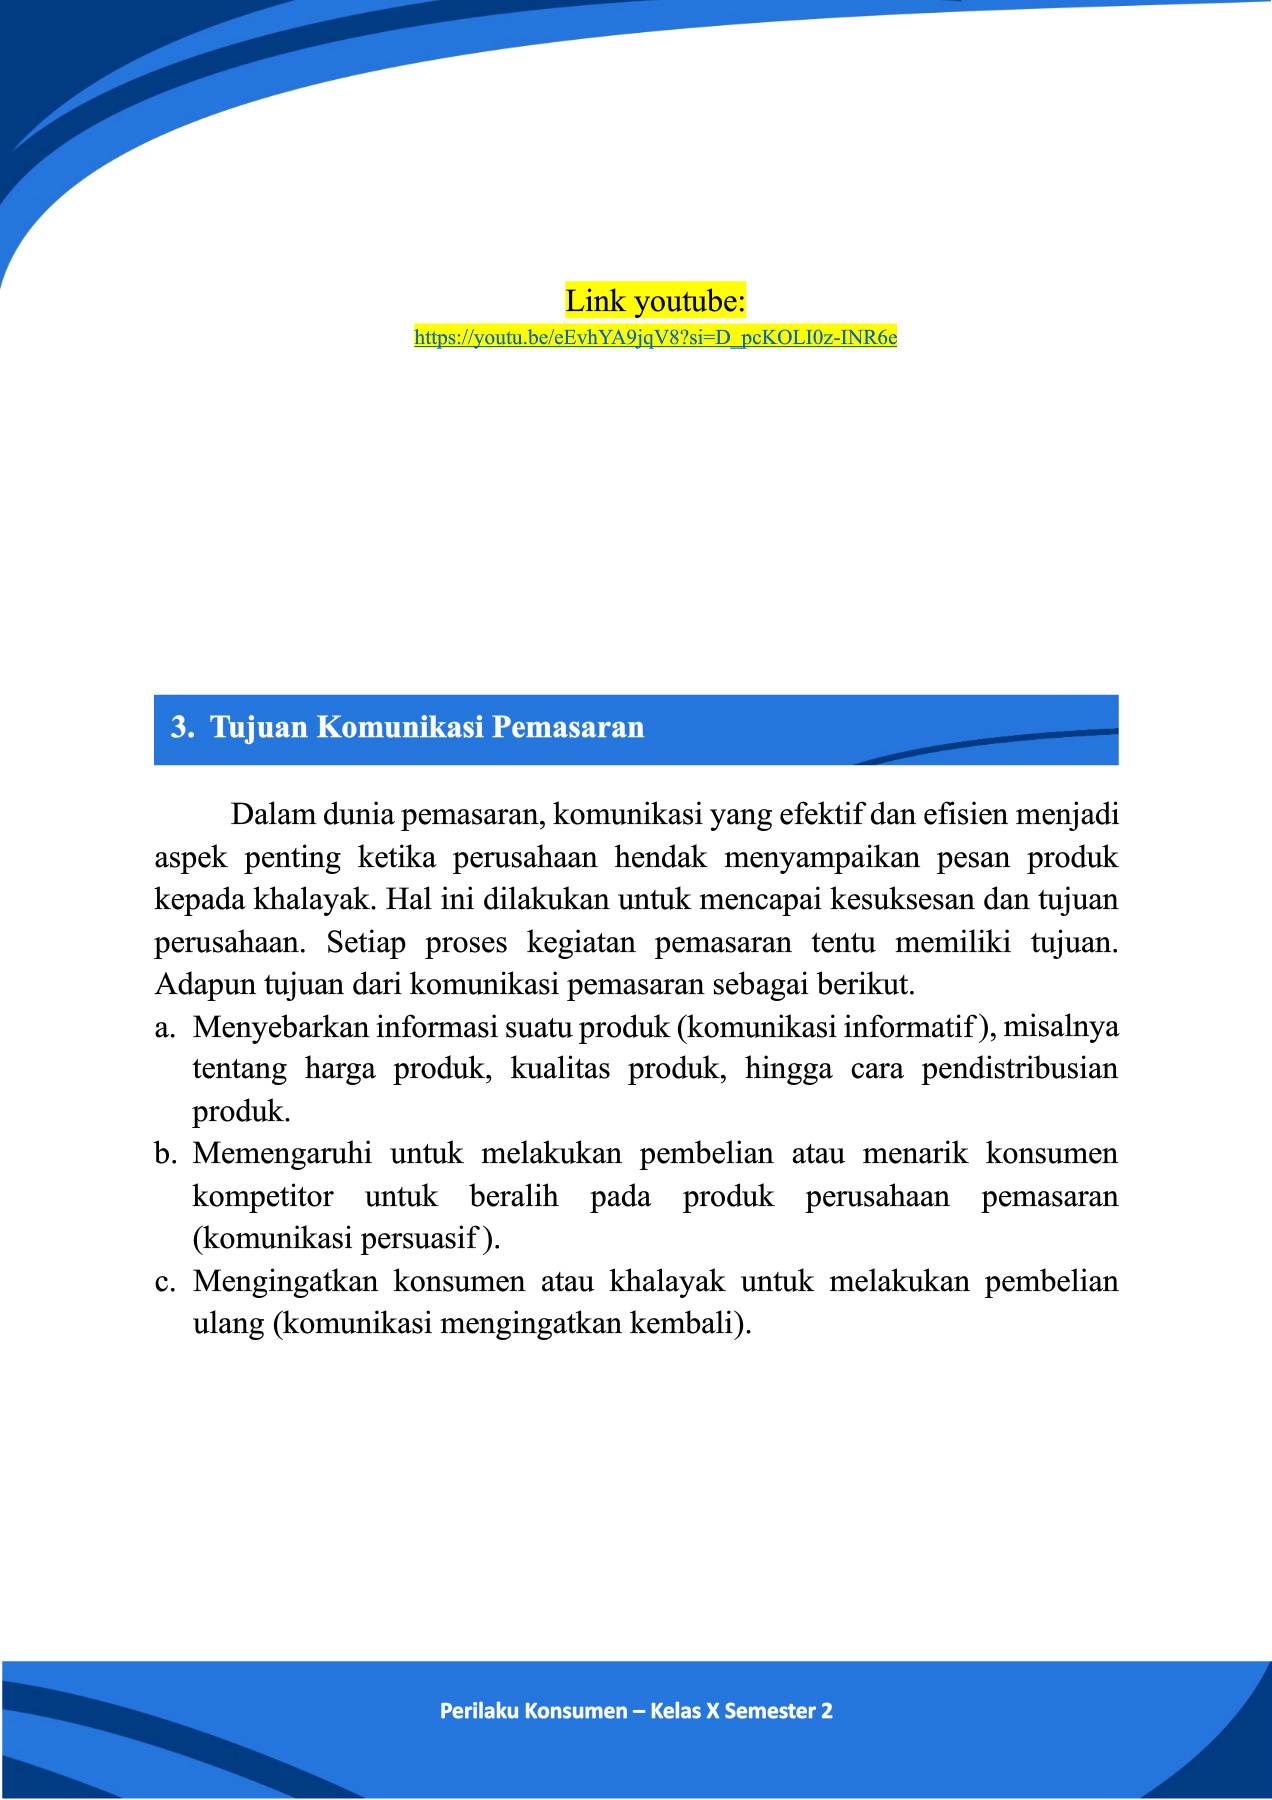 Link youtube:
https://youtu.be/eEvhYA9jqV8?si=D_pcKOLI0z-INR6e
3. Tujuan Komunikasi Pemasaran
Dalam dunia pemasaran, komunikasi yang efektif dan efisien menjadi
aspek penting ketika perusahaan hendak menyampaikan pesan produk
kepada khalayak. Hal ini dilakukan untuk mencapai kesuksesan dan tujuan
perusahaan. Setiap proses kegiatan pemasaran tentu memiliki tujuan.
Adapun tujuan dari komunikasi pemasaran sebagai berikut.
a. Menyebarkan informasi suatu produk (komunikasi informatif), misalnya
tentang harga produk, kualitas produk, hingga cara pendistribusian
produk.
b. Memengaruhi untuk melakukan pembelian atau menarik konsumen
kompetitor untuk beralih pada produk perusahaan pemasaran
(komunikasi persuasif).
c. Mengingatkan konsumen atau khalayak untuk melakukan pembelian
ulang (komunikasi mengingatkan kembali).
Perilaku Konsumen – Kelas X Semester 2